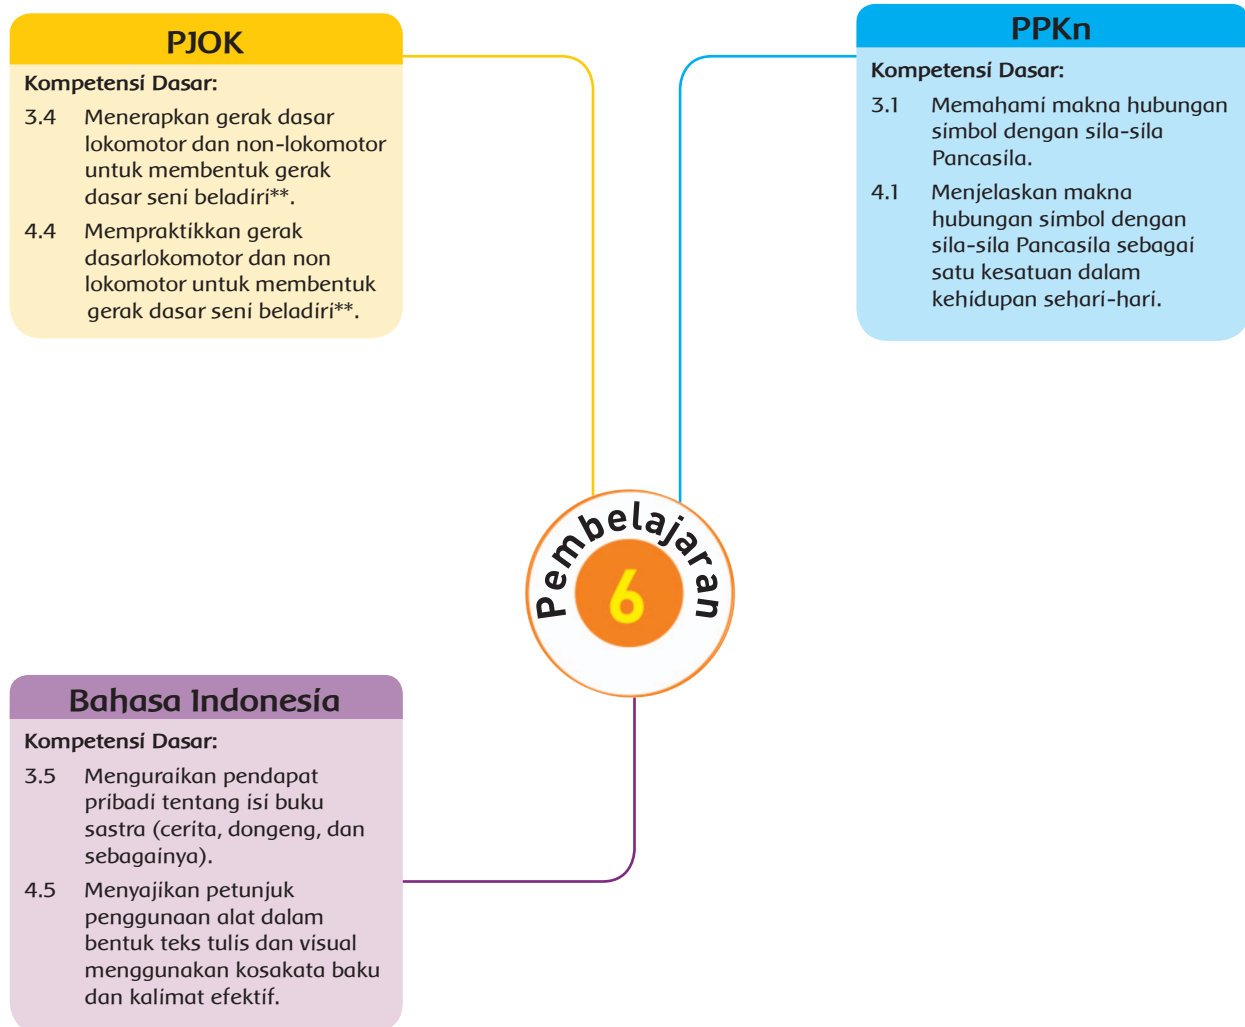 PJOK
Kompetensi Dasar:
3.4 Menerapkan gerak dasar
lokomotor dan non-lokomotor
untuk membentuk gerak
dasar seni beladiri**.
4.4 Mempraktikkan gerak
dasarlokomotor dan non
lokomotor untuk membentuk
gerak dasar seni beladiri**.
PPKn
Kompetensi Dasar:
3.1 Memahami makna hubungan
simbol dengan sila-sila
Pancasila.
4.1 Menjelaskan makna
hubungan simbol dengan
sila-sila Pancasila sebagai
satu kesatuan dalam
kehidupan sehari-hari.
Pembelajaran
6
Bahasa Indonesia
Kompetensi Dasar:
3.5 Menguraikan pendapat
pribadi tentang isi buku
sastra (cerita, dongeng, dan
sebagainya).
4.5 Menyajikan petunjuk
penggunaan alat dalam
bentuk teks tulis dan visual
menggunakan kosakata baku
dan kalimat efektif.